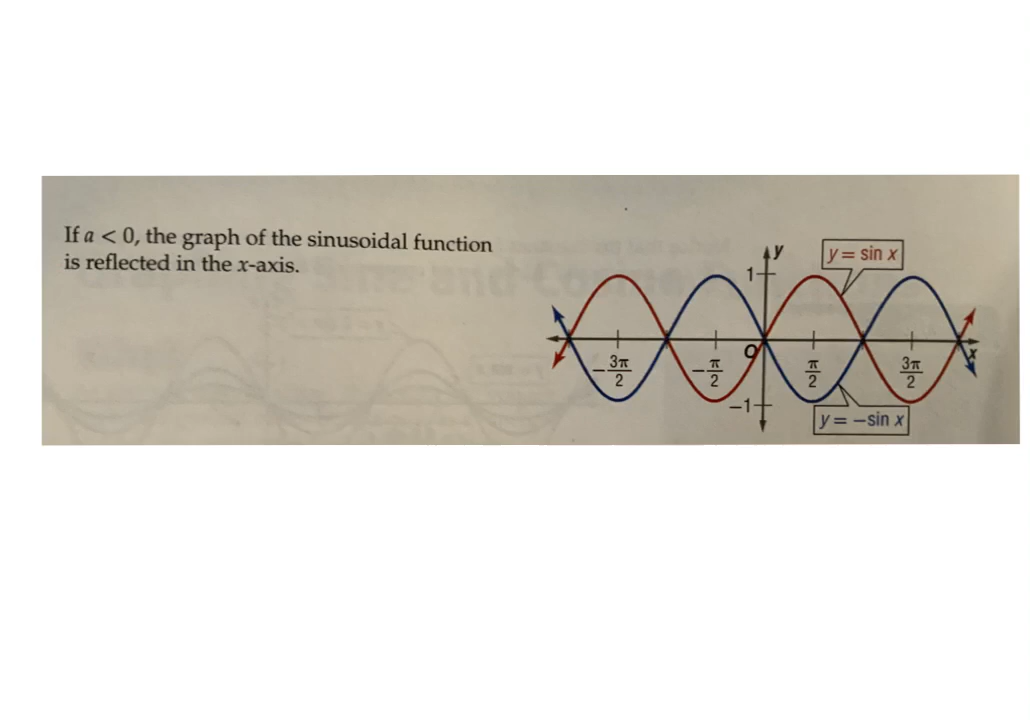 If a < 0, the graph of the sinusoidal function
is reflected in the x-axis.
y
y = sin x
1
O
x
−3π/2
−π/2
π/2
3π/2
−1
y = −sin x